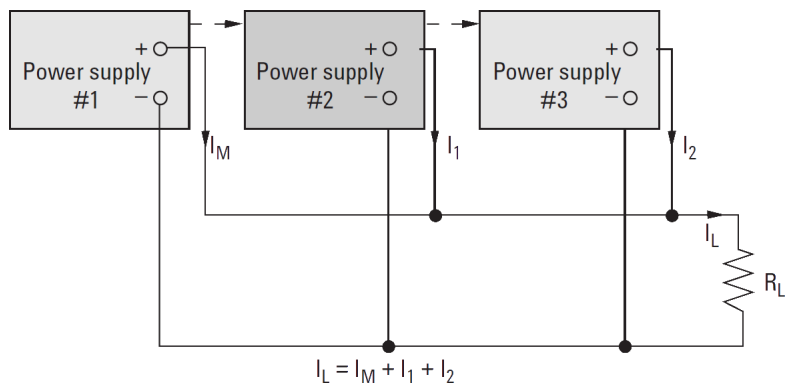 +
Power supply
#1
−
+
Power supply
#2
−
+
Power supply
#3
−
I_M
I_1
I_2
I_L
R_L
I_L = I_M + I_1 + I_2